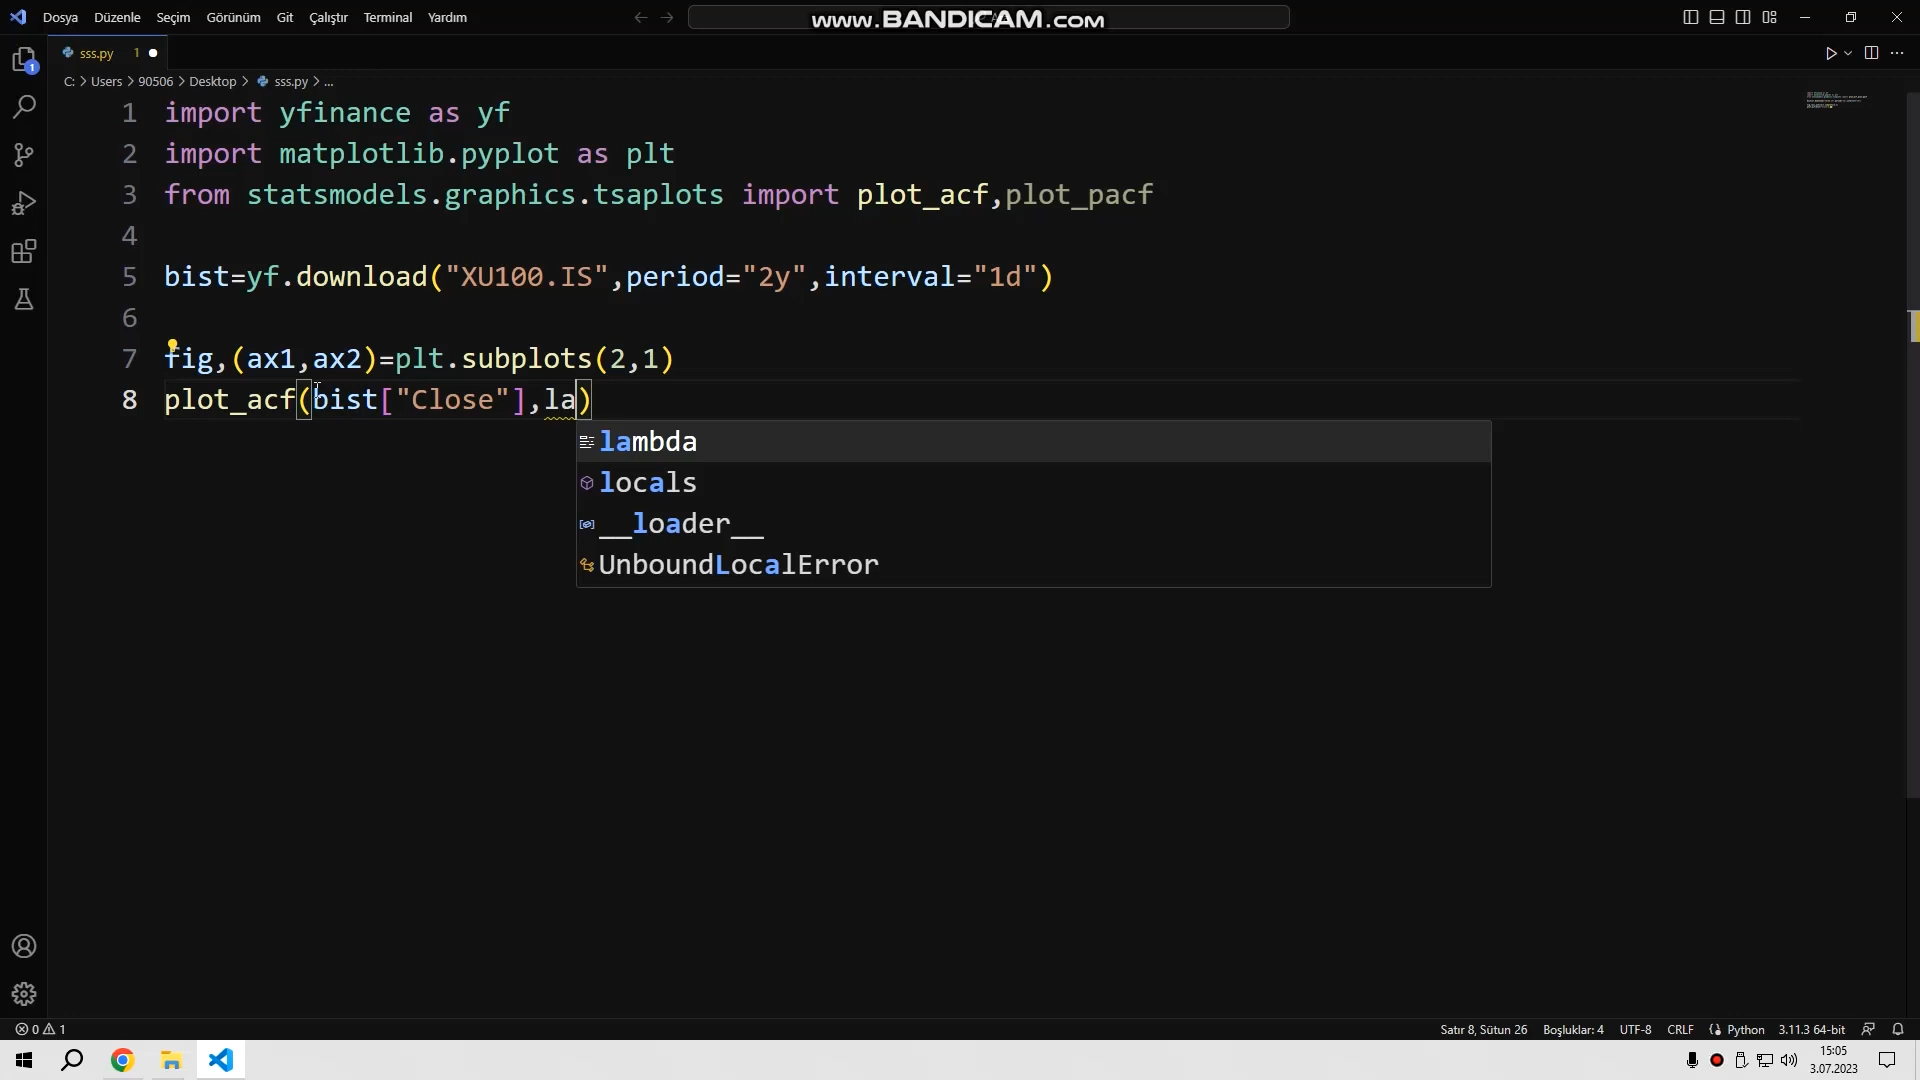 Dosya Düzenle Seçim Görünüm Git Çalıştır Terminal Yardım
www.BANDICAM.com
sss.py 1
C: > Users > 90506 > Desktop > sss.py > ...
1 import yfinance as yf
2 import matplotlib.pyplot as plt
3 from statsmodels.graphics.tsaplots import plot_acf,plot_pacf
4
5 bist=yf.download("XU100.IS",period="2y",interval="1d")
6
7 fig,(ax1,ax2)=plt.subplots(2,1)
8 plot_acf(bist["Close"],la)
lambda
locals
__loader__
UnboundLocalError
1
0 1
Satır 8, Sütun 26 Boşluklar: 4 UTF-8 CRLF Python 3.11.3 64-bit
15:05
3.07.2023